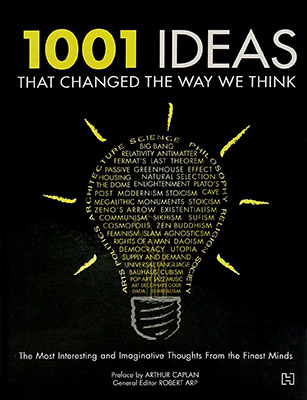 1001 IDEAS
THAT CHANGED THE WAY WE THINK
ARTS POLITICS ARCHITECTURE SCIENCE PHILOSOPHY RELIGION SOCIETY
BIG BANG
RELATIVITY ANTIMATTER
FERMAT'S LAST THEOREM
PASSIVE GREENHOUSE EFFECT
HOUSING NATURAL SELECTION
THE DOME ENLIGHTENMENT PLATO'S
POST MODERNISM STOICISM CAVE
MEGALITHIC MONUMENTS STOICISM
ZENO'S ARROW EXISTENTIALISM
COMMUNISM SIKHISM SUFISM
COSMOPOLIS ZEN BUDDHISM
FEMINISM ISLAM AGNOSTICISM
RIGHTS OF A MAN DAOISM
DEMOCRACY UTOPIA
SUPPLY AND DEMAND
UNIVERSAL LANGUAGE
BAUHAUS CUBISM
POP ART JAZZ MUSIC
ART DECO MARX CODE
DADA SURREALISM
The Most Interesting and Imaginative Thoughts From the Finest Minds
Preface by ARTHUR CAPLAN
General Editor ROBERT ARP
H